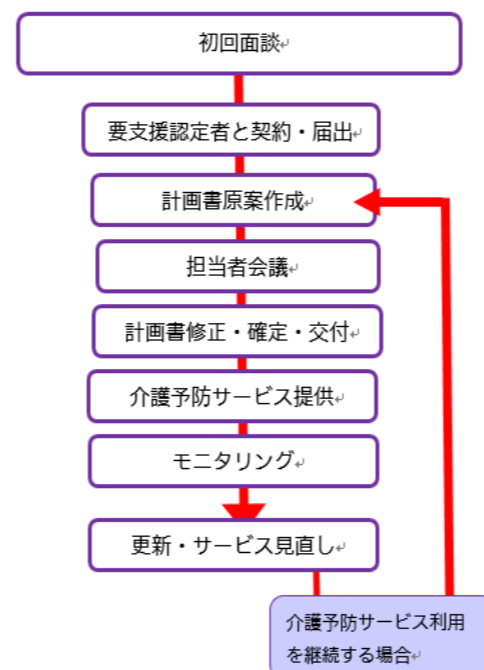 初回面談
要支援認定者と契約・届出
計画書原案作成
担当者会議
計画書修正・確定・交付
介護予防サービス提供
モニタリング
更新・サービス見直し
介護予防サービス利用
を継続する場合